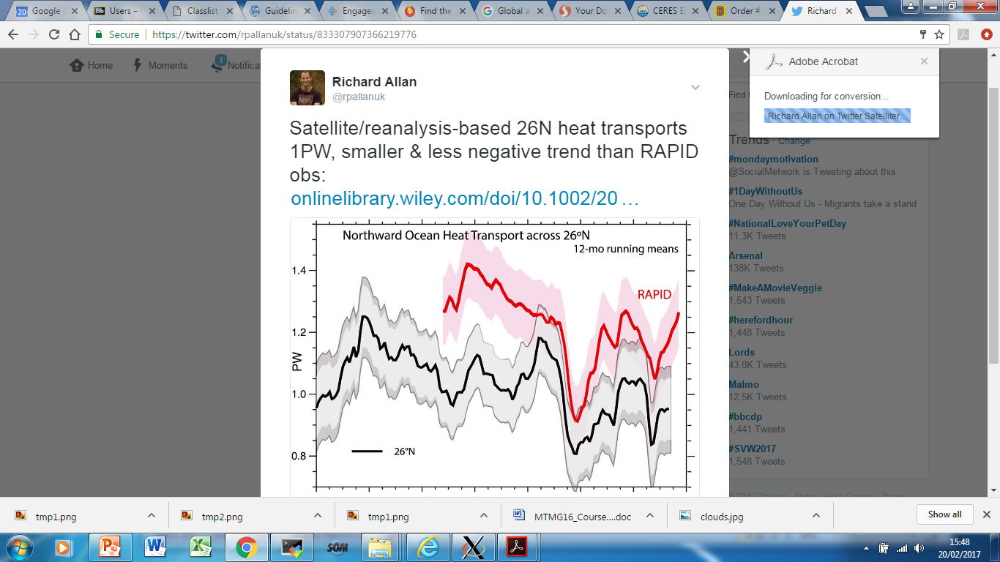 Google
Users –
Classlist
Guidelin
Engagen
Find the
Global a
Your Do
CERES E
Order #
Richard
Secure
https://twitter.com/rpallanuk/status/833307907366219776
Home
Moments
1
Notifica
Adobe Acrobat
Downloading for conversion...
Richard Allan on Twitter Satelliter...
Richard Allan
@rpallanuk
Satellite/reanalysis-based 26N heat transports
1PW, smaller & less negative trend than RAPID
obs:
onlinelibrary.wiley.com/doi/10.1002/20 …
Northward Ocean Heat Transport across 26ºN
12-mo running means
RAPID
1.4
1.2
1.0
0.8
PW
26°N
Trends · Change
#mondaymotivation
@SocialMetwork is Tweeting about this
#1DayWithoutUs
One Day Without Us - Migrants take a stand
#NationalLoveYourPetDay
11.3K Tweets
Arsenal
138K Tweets
#MakeAMovieVeggie
1,543 Tweets
#herefordhour
1,448 Tweets
Lords
43.8K Tweets
Malmo
12.5K Tweets
#bbcdp
1,441 Tweets
#SVW2017
1,548 Tweets
tmp1.png
tmp2.png
tmp1.png
MTMG16_Course....doc
clouds.jpg
Show all
SOM
15:48
20/02/2017